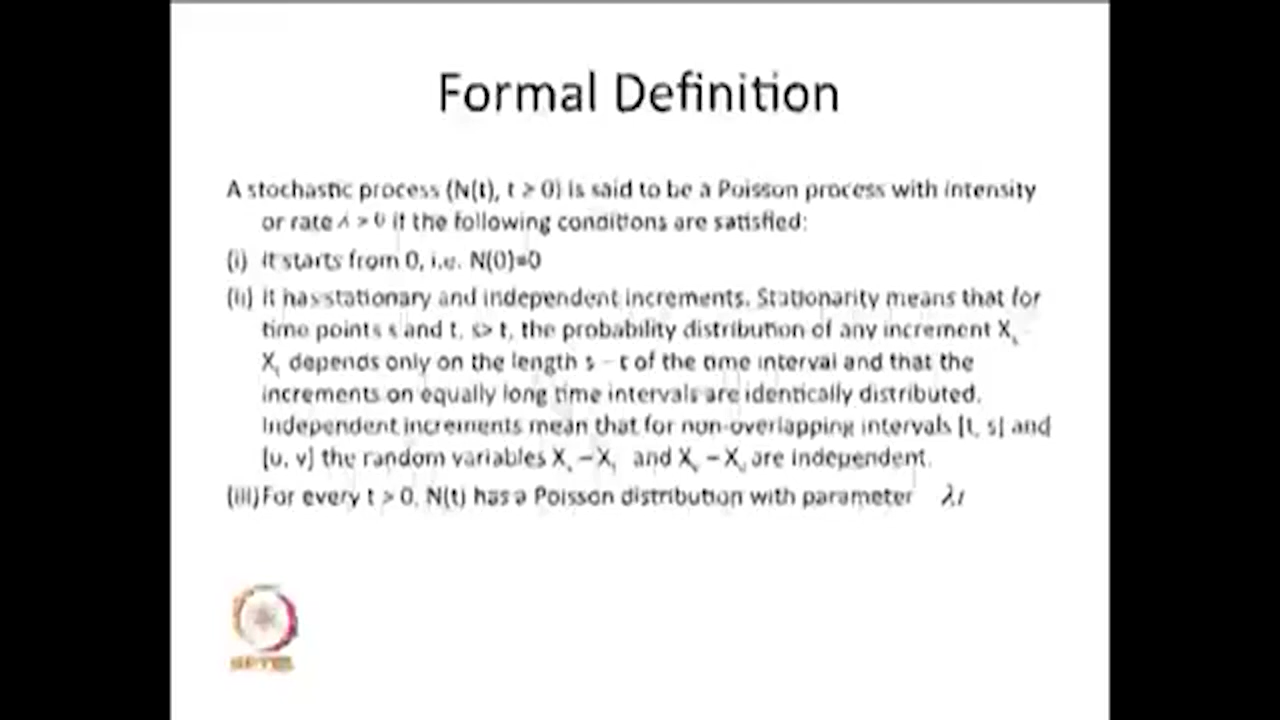 Formal Definition
A stochastic process {N(t), t > 0} is said to be a Poisson process with intensity
or rate λ > 0 if the following conditions are satisfied:
(i) It starts from 0, i.e. N(0)=0
(ii) It has stationary and independent increments. Stationarity means that for
time points s and t, s> t, the probability distribution of any increment Xₛ -
Xₜ depends only on the length s – t of the time interval and that the
increments on equally long time intervals are identically distributed.
Independent increments mean that for non-overlapping intervals [t, s] and
[u, v] the random variables Xₛ – Xₜ and Xᵥ – Xᵤ are independent.
(iii) For every t > 0, N(t) has a Poisson distribution with parameter λt
NPTEL